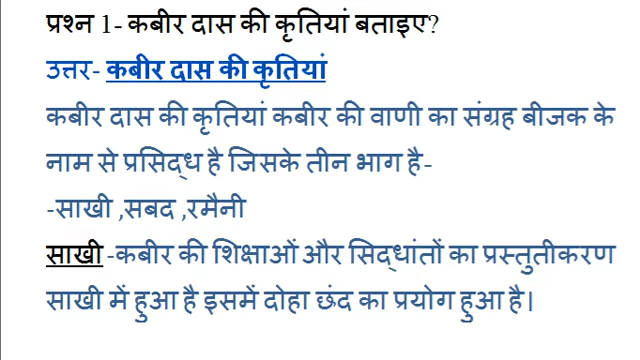 प्रश्न 1- कबीर दास की कृतियां बताइए?
उत्तर- कबीर दास की कृतियां
कबीर दास की कृतियां कबीर की वाणी का संग्रह बीजक के
नाम से प्रसिद्ध है जिसके तीन भाग है-
-साखी ,सबद ,रमैनी
साखी -कबीर की शिक्षाओं और सिद्धांतों का प्रस्तुतीकरण
साखी में हुआ है इसमें दोहा छंद का प्रयोग हुआ है।